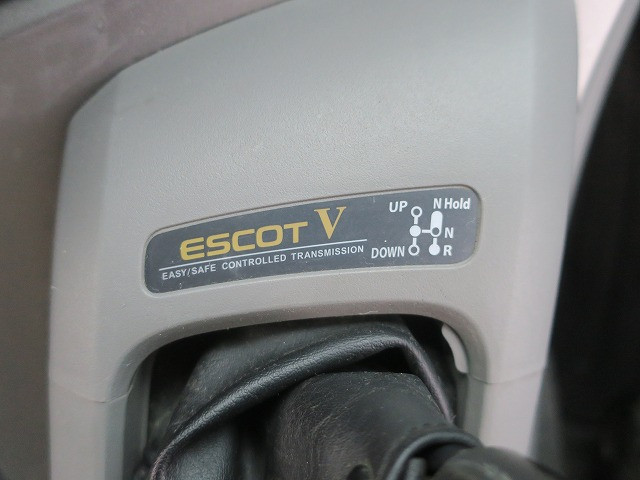 ESCOT V
EASY/SAFE CONTROLLED TRANSMISSION
UP N Hold
N
DOWN R